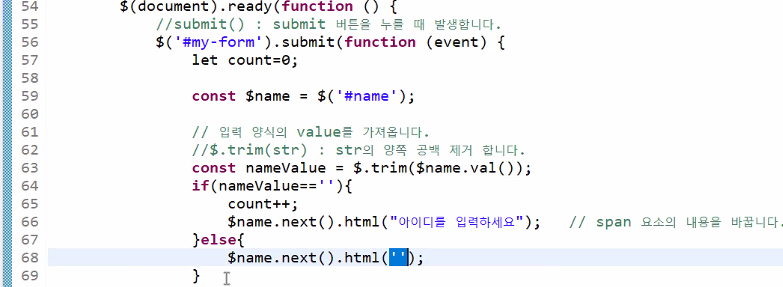 54 $(document).ready(function () {
55 //submit() : submit 버튼을 누를 때 발생합니다.
56 $('#my-form').submit(function (event) {
57 let count=0;
58
59 const $name = $('#name');
60
61 // 입력 양식의 value를 가져옵니다.
62 //$.trim(str) : str의 양쪽 공백 제거 합니다.
63 const nameValue = $.trim($name.val());
64 if(nameValue==''){
65 count++;
66 $name.next().html("아이디를 입력하세요"); // span 요소의 내용을 바꿉니다.
67 }else{
68 $name.next().html('');
69 }